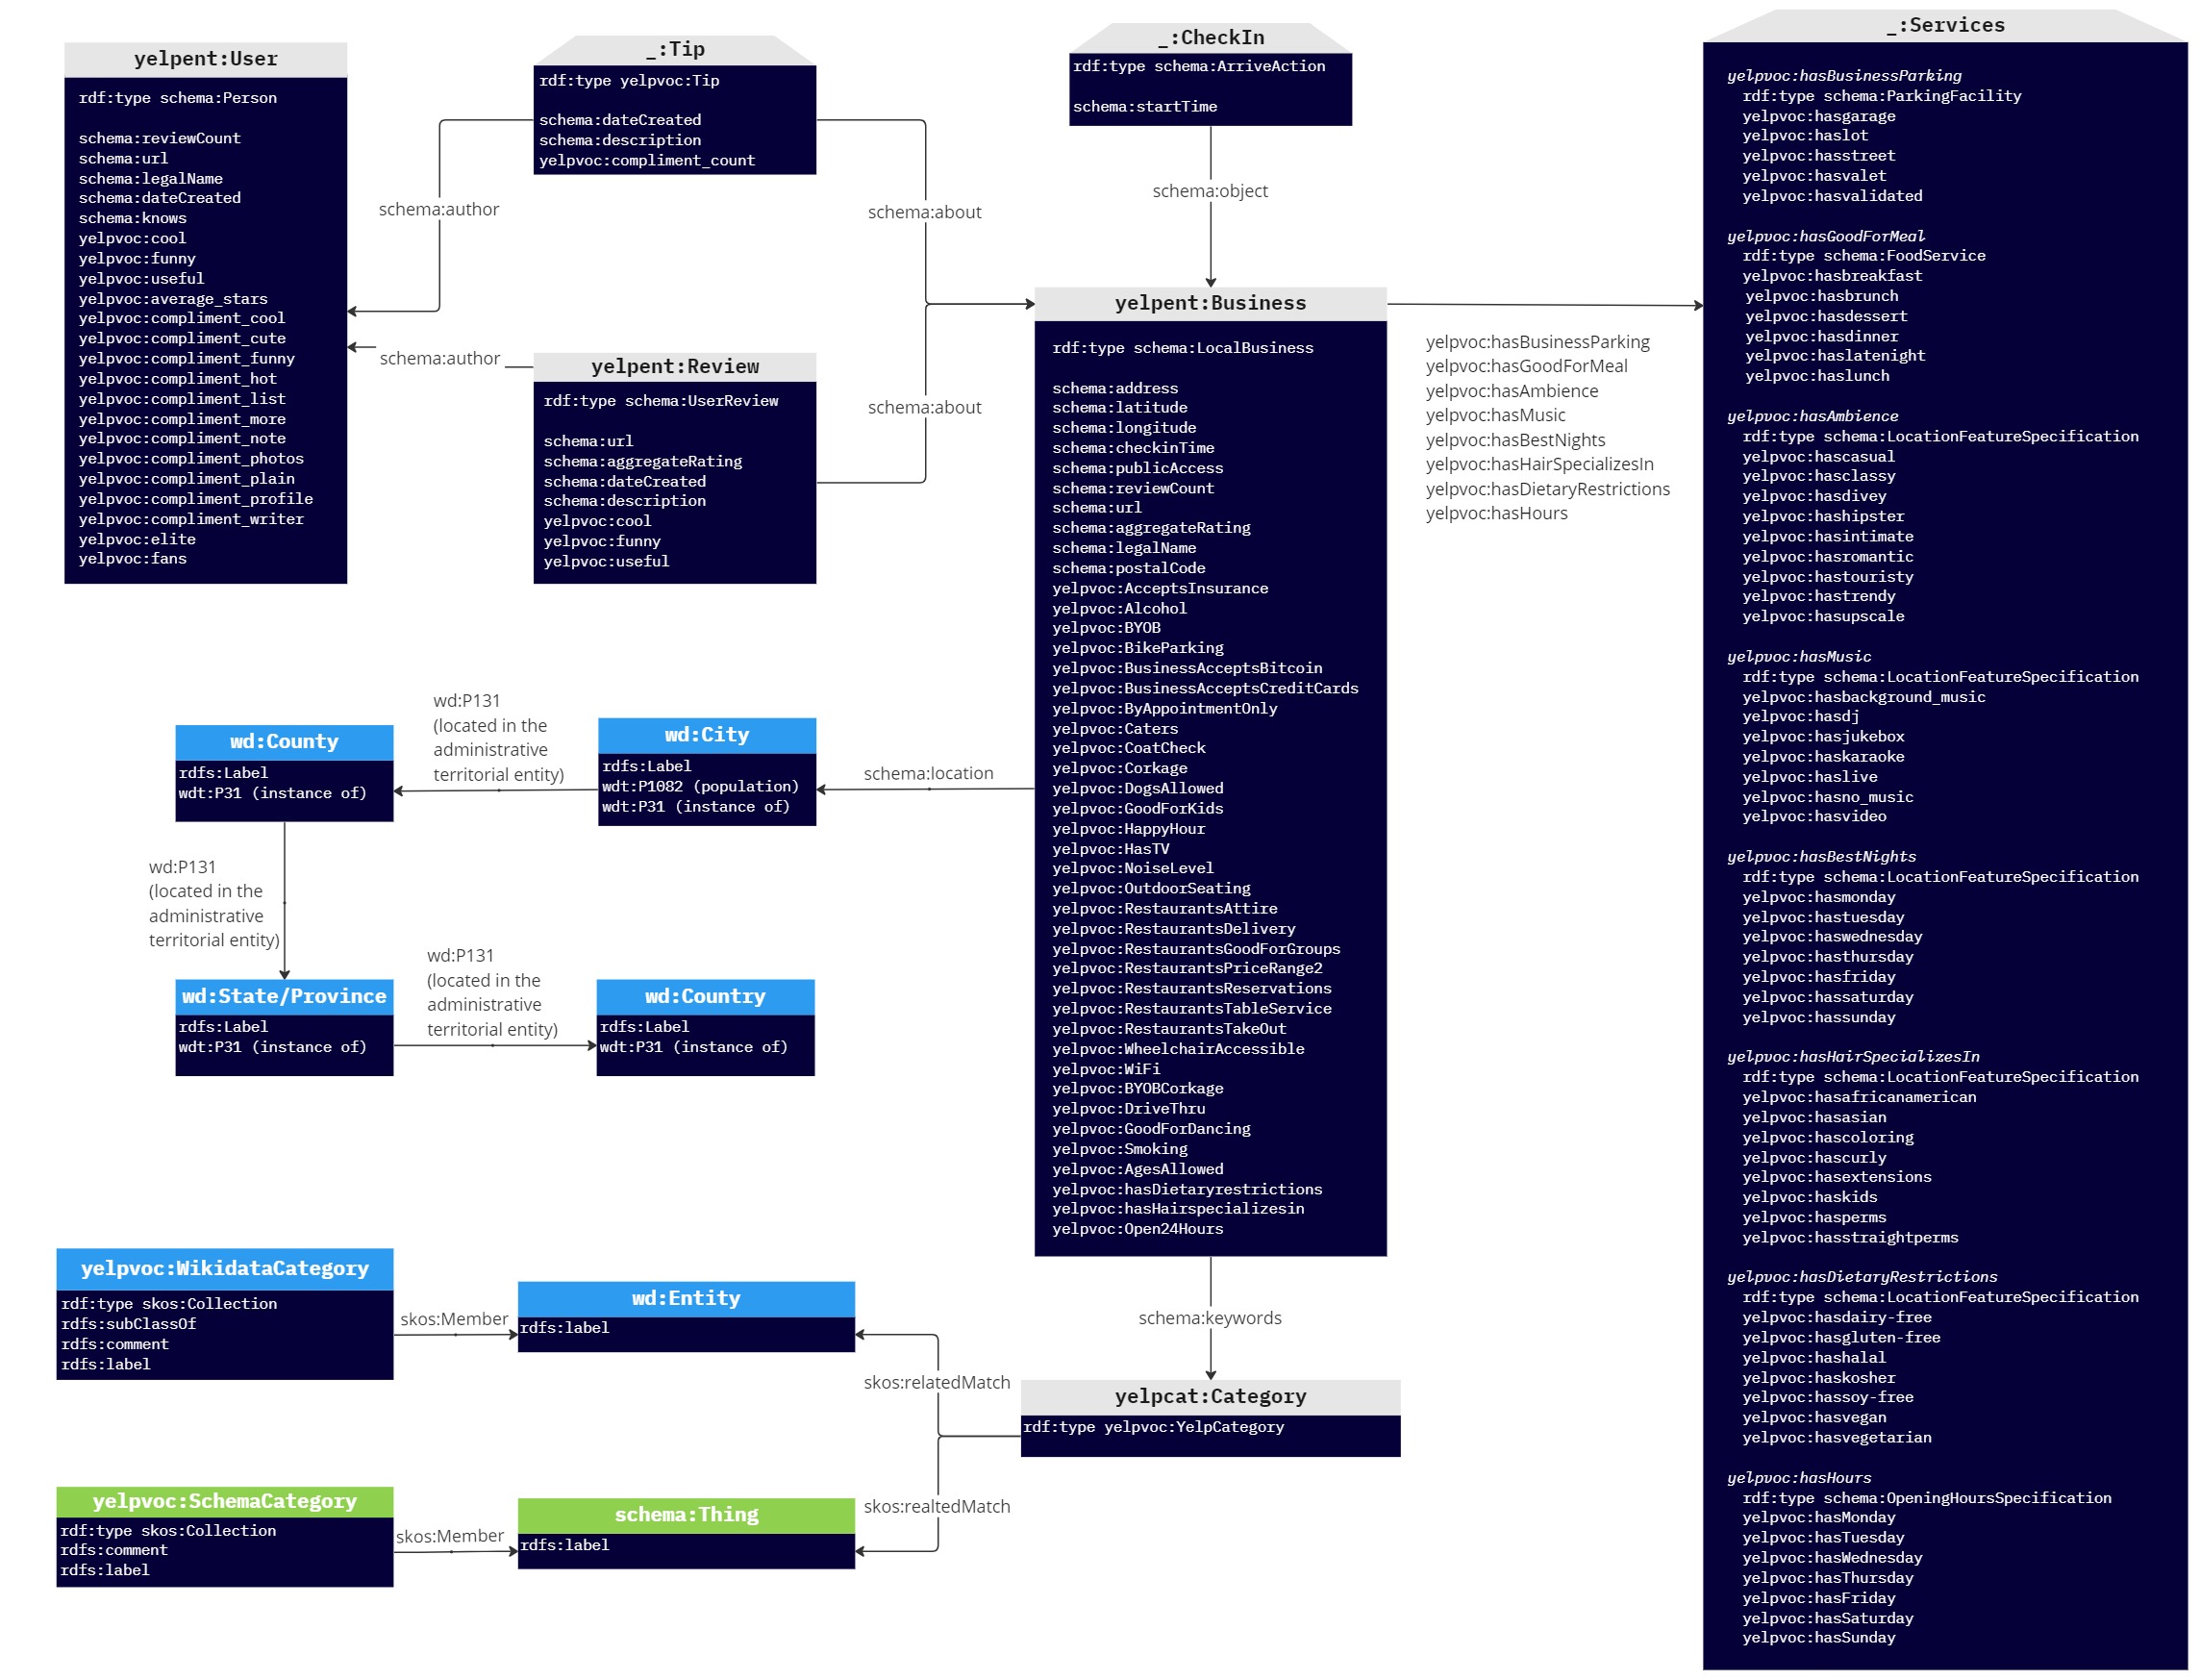 yelpent:User
rdf:type schema:Person
schema:reviewCount
schema:url
schema:legalName
schema:dateCreated
schema:knows
yelpvoc:cool
yelpvoc:funny
yelpvoc:useful
yelpvoc:average_stars
yelpvoc:compliment_cool
yelpvoc:compliment_cute
yelpvoc:compliment_funny
yelpvoc:compliment_hot
yelpvoc:compliment_list
yelpvoc:compliment_more
yelpvoc:compliment_note
yelpvoc:compliment_photos
yelpvoc:compliment_plain
yelpvoc:compliment_profile
yelpvoc:compliment_writer
yelpvoc:elite
yelpvoc:fans
schema:author
schema:author
_:Tip
rdf:type yelpvoc:Tip
schema:dateCreated
schema:description
yelpvoc:compliment_count
yelpent:Review
rdf:type schema:UserReview
schema:url
schema:aggregateRating
schema:dateCreated
schema:description
yelpvoc:cool
yelpvoc:funny
yelpvoc:useful
schema:about
schema:about
_:CheckIn
rdf:type schema:ArriveAction
schema:startTime
schema:object
yelpent:Business
rdf:type schema:LocalBusiness
schema:address
schema:latitude
schema:longitude
schema:checkinTime
schema:publicAccess
schema:reviewCount
schema:url
schema:aggregateRating
schema:legalName
schema:postalCode
yelpvoc:AcceptsInsurance
yelpvoc:Alcohol
yelpvoc:BYOB
yelpvoc:BikeParking
yelpvoc:BusinessAcceptsBitcoin
yelpvoc:BusinessAcceptsCreditCards
yelpvoc:ByAppointmentOnly
yelpvoc:Caters
yelpvoc:CoatCheck
yelpvoc:Corkage
yelpvoc:DogsAllowed
yelpvoc:GoodForKids
yelpvoc:HappyHour
yelpvoc:HasTV
yelpvoc:NoiseLevel
yelpvoc:OutdoorSeating
yelpvoc:RestaurantsAttire
yelpvoc:RestaurantsDelivery
yelpvoc:RestaurantsGoodForGroups
yelpvoc:RestaurantsPriceRange2
yelpvoc:RestaurantsReservations
yelpvoc:RestaurantsTableService
yelpvoc:RestaurantsTakeOut
yelpvoc:WheelchairAccessible
yelpvoc:WiFi
yelpvoc:BYOBCorkage
yelpvoc:DriveThru
yelpvoc:GoodForDancing
yelpvoc:Smoking
yelpvoc:AgesAllowed
yelpvoc:hasDietaryrestrictions
yelpvoc:hasHairspecializesin
yelpvoc:Open24Hours
yelpvoc:hasBusinessParking
yelpvoc:hasGoodForMeal
yelpvoc:hasAmbience
yelpvoc:hasMusic
yelpvoc:hasBestNights
yelpvoc:hasHairSpecializesIn
yelpvoc:hasDietaryRestrictions
yelpvoc:hasHours
_:Services
yelpvoc:hasBusinessParking
rdf:type schema:ParkingFacility
yelpvoc:hasgarage
yelpvoc:haslot
yelpvoc:hasstreet
yelpvoc:hasvalet
yelpvoc:hasvalidated
yelpvoc:hasGoodForMeal
rdf:type schema:FoodService
yelpvoc:hasbreakfast
yelpvoc:hasbrunch
yelpvoc:hasdessert
yelpvoc:hasdinner
yelpvoc:haslatenight
yelpvoc:haslunch
yelpvoc:hasAmbience
rdf:type schema:LocationFeatureSpecification
yelpvoc:hascasual
yelpvoc:hasclassy
yelpvoc:hasdivey
yelpvoc:hashipster
yelpvoc:hasintimate
yelpvoc:hasromantic
yelpvoc:hastouristy
yelpvoc:hastrendy
yelpvoc:hasupscale
yelpvoc:hasMusic
rdf:type schema:LocationFeatureSpecification
yelpvoc:hasbackground_music
yelpvoc:hasdj
yelpvoc:hasjukebox
yelpvoc:haskaraoke
yelpvoc:haslive
yelpvoc:hasno_music
yelpvoc:hasvideo
yelpvoc:hasBestNights
rdf:type schema:LocationFeatureSpecification
yelpvoc:hasmonday
yelpvoc:hastuesday
yelpvoc:haswednesday
yelpvoc:hasthursday
yelpvoc:hasfriday
yelpvoc:hassaturday
yelpvoc:hassunday
yelpvoc:hasHairSpecializesIn
rdf:type schema:LocationFeatureSpecification
yelpvoc:hasafricanamerican
yelpvoc:hasasian
yelpvoc:hascoloring
yelpvoc:hascurly
yelpvoc:hasextensions
yelpvoc:haskids
yelpvoc:hasperms
yelpvoc:hasstraightperms
yelpvoc:hasDietaryRestrictions
rdf:type schema:LocationFeatureSpecification
yelpvoc:hasdairy-free
yelpvoc:hasgluten-free
yelpvoc:hashalal
yelpvoc:haskosher
yelpvoc:hassoy-free
yelpvoc:hasvegan
yelpvoc:hasvegetarian
yelpvoc:hasHours
rdf:type schema:OpeningHoursSpecification
yelpvoc:hasMonday
yelpvoc:hasTuesday
yelpvoc:hasWednesday
yelpvoc:hasThursday
yelpvoc:hasFriday
yelpvoc:hasSaturday
yelpvoc:hasSunday
schema:location
wd:City
rdfs:Label
wdt:P1082 (population)
wdt:P31 (instance of)
wd:P131
(located in the
administrative
territorial entity)
wd:County
rdfs:Label
wdt:P31 (instance of)
wd:P131
(located in the
administrative
territorial entity)
wd:State/Province
rdfs:Label
wdt:P31 (instance of)
wd:P131
(located in the
administrative
territorial entity)
wd:Country
rdfs:Label
wdt:P31 (instance of)
schema:keywords
yelpcat:Category
rdf:type yelpvoc:YelpCategory
skos:relatedMatch
skos:realtedMatch
yelpvoc:WikidataCategory
rdf:type skos:Collection
rdfs:subClassOf
rdfs:comment
rdfs:label
skos:Member
wd:Entity
rdfs:label
yelpvoc:SchemaCategory
rdf:type skos:Collection
rdfs:comment
rdfs:label
skos:Member
schema:Thing
rdfs:label